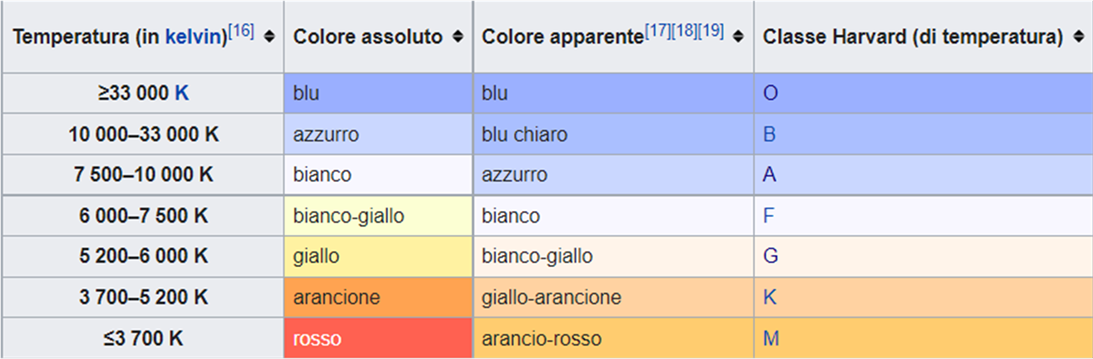 Temperatura (in kelvin)[16] Colore assoluto Colore apparente[17][18][19] Classe Harvard (di temperatura)
≥33 000 K blu blu O
10 000–33 000 K azzurro blu chiaro B
7 500–10 000 K bianco azzurro A
6 000–7 500 K bianco-giallo bianco F
5 200–6 000 K giallo bianco-giallo G
3 700–5 200 K arancione giallo-arancione K
≤3 700 K rosso arancio-rosso M